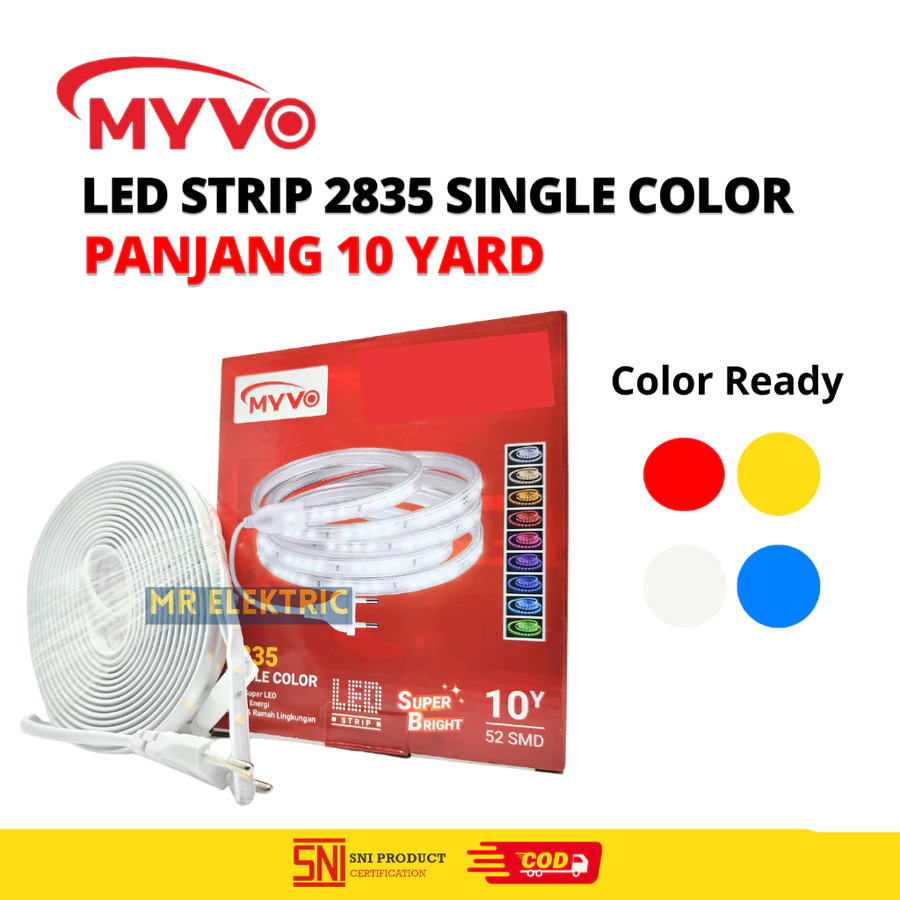 MYVO
LED STRIP 2835 SINGLE COLOR
PANJANG 10 YARD
Color Ready
MYVO
MR ELEKTRIC
835
LE COLOR
Super LED
Energi
& Ramah Lingkungan
LED
STRIP
SUPER
BRIGHT
10Y
52 SMD
SNI
SNI PRODUCT
CERTIFICATION
COD